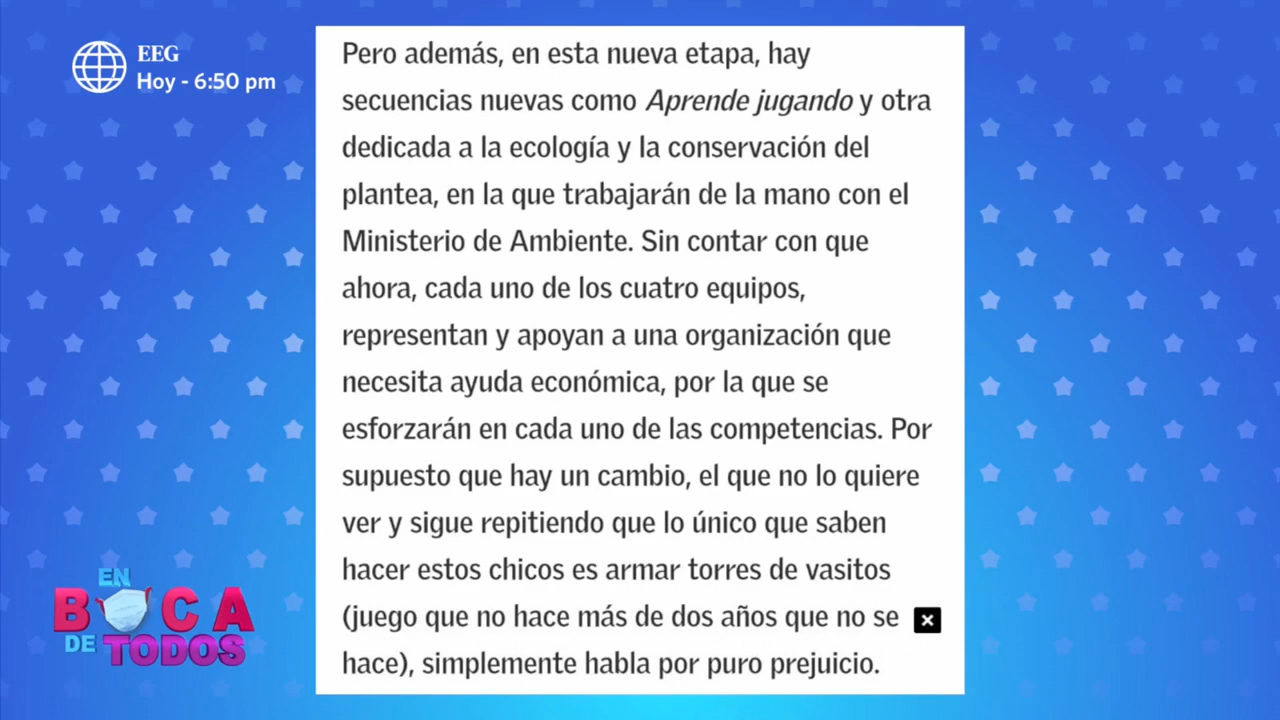 EEG
Hoy - 6:50 pm
Pero además, en esta nueva etapa, hay
secuencias nuevas como Aprende jugando y otra
dedicada a la ecología y la conservación del
plantea, en la que trabajarán de la mano con el
Ministerio de Ambiente. Sin contar con que
ahora, cada uno de los cuatro equipos,
representan y apoyan a una organización que
necesita ayuda económica, por la que se
esforzarán en cada uno de las competencias. Por
supuesto que hay un cambio, el que no lo quiere
ver y sigue repitiendo que lo único que saben
hacer estos chicos es armar torres de vasitos
(juego que no hace más de dos años que no se
hace), simplemente habla por puro prejuicio.
EN
BOCA
DE TODOS